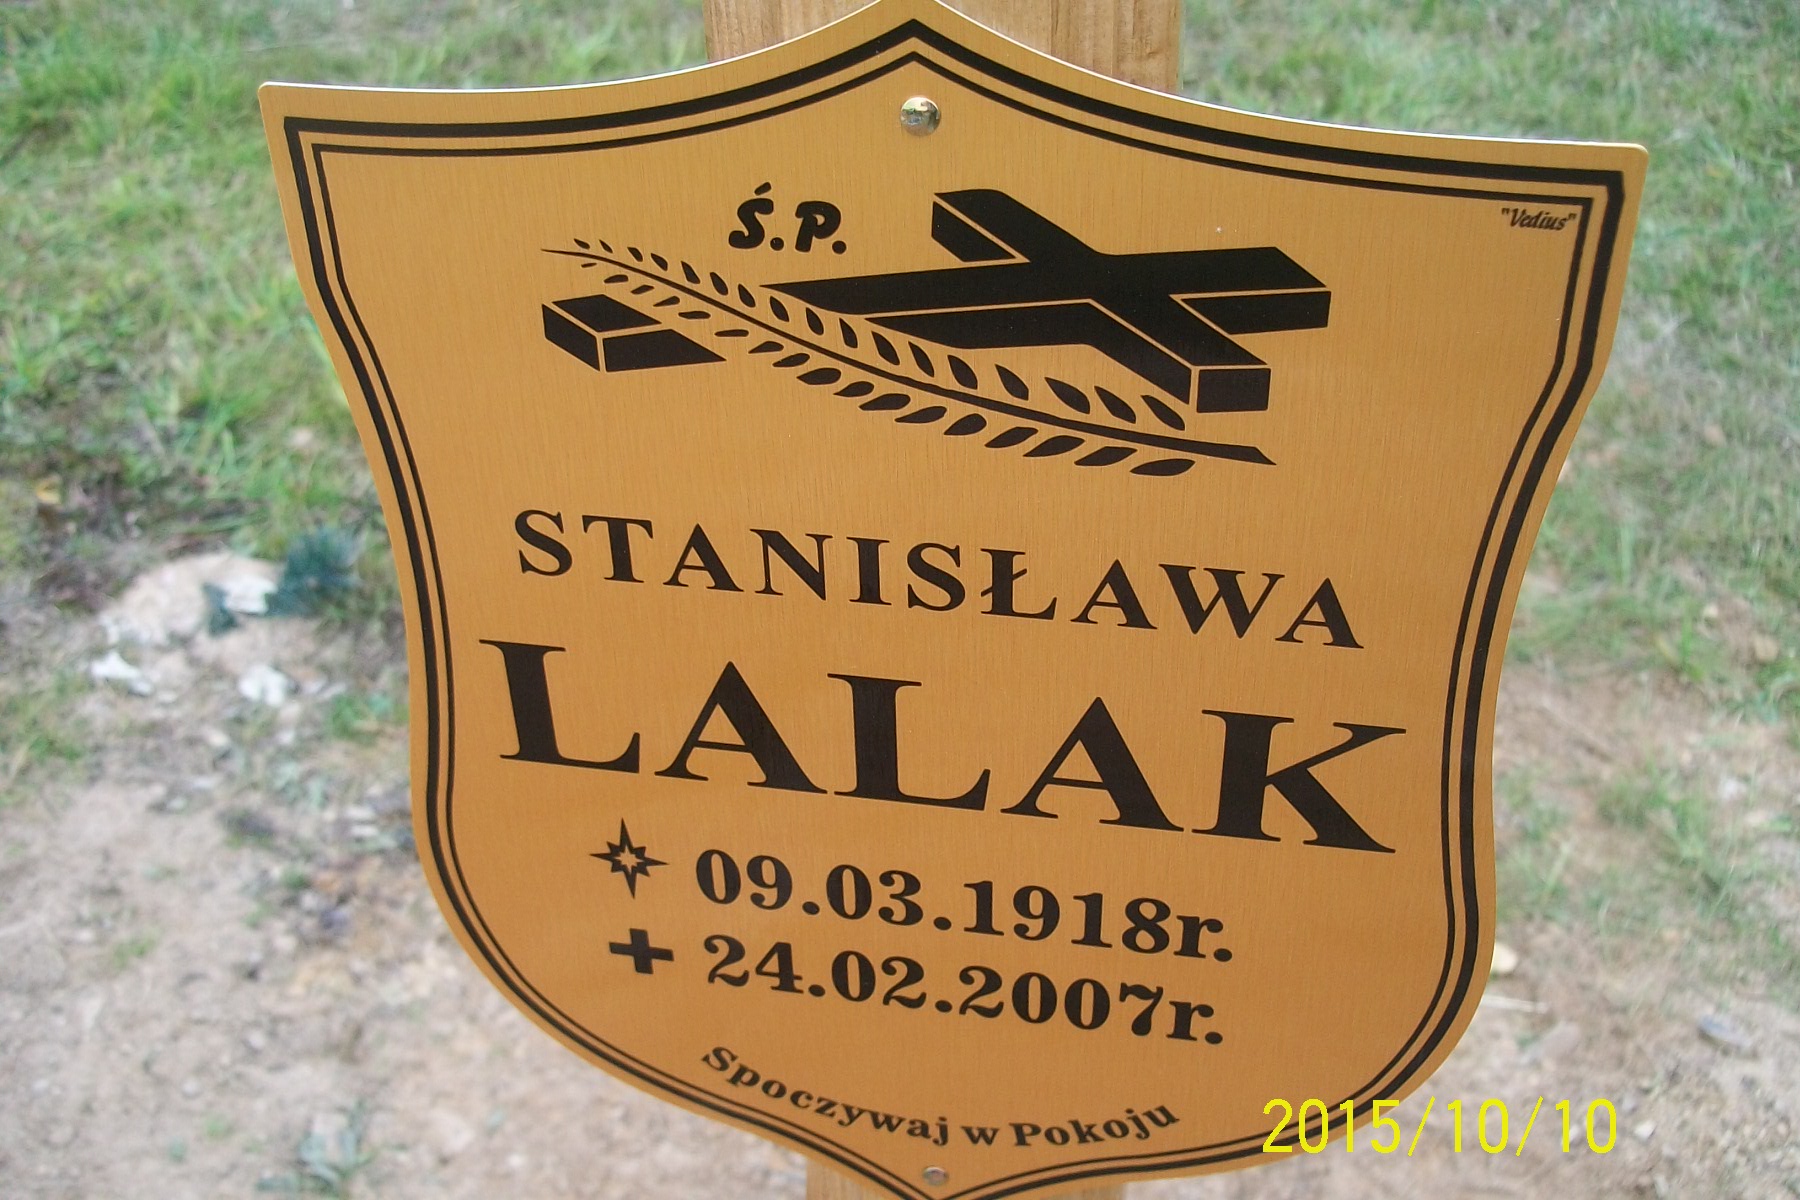 "Vedius"
Ś.P.
STANISŁAWA
LALAK
09.03.1918r.
24.02.2007r.
Spoczywaj w Pokoju
2015/10/10